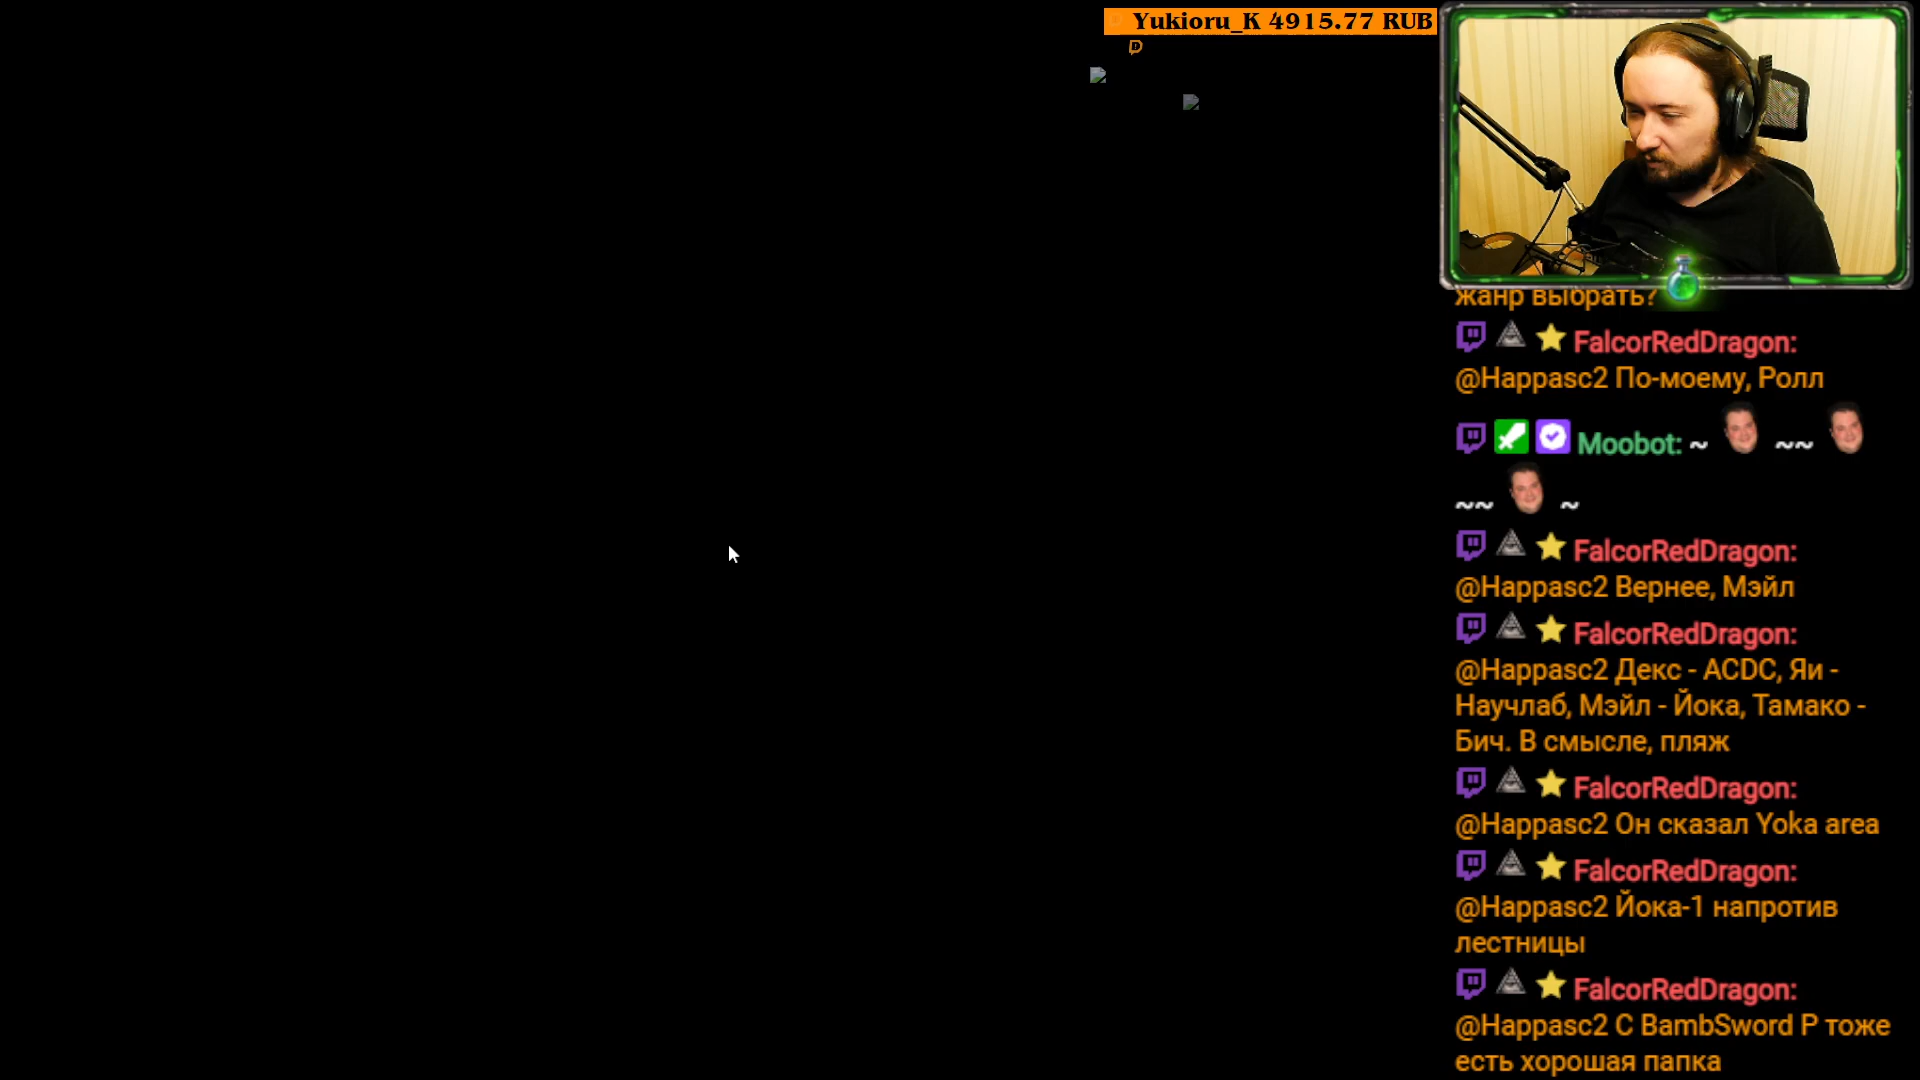 Yukioru_K 4915.77 RUB
жанр выбрать?
FalcorRedDragon:
@Happasc2 По-моему, Ролл
Moobot: ~ ~~
~~ ~
FalcorRedDragon:
@Happasc2 Вернее, Мэйл
FalcorRedDragon:
@Happasc2 Декс - ACDC, Яи -
Научлаб, Мэйл - Йока, Тамако -
Бич. В смысле, пляж
FalcorRedDragon:
@Happasc2 Он сказал Yoka area
FalcorRedDragon:
@Happasc2 Йока-1 напротив
лестницы
FalcorRedDragon:
@Happasc2 С BambSword P тоже
есть хорошая папка